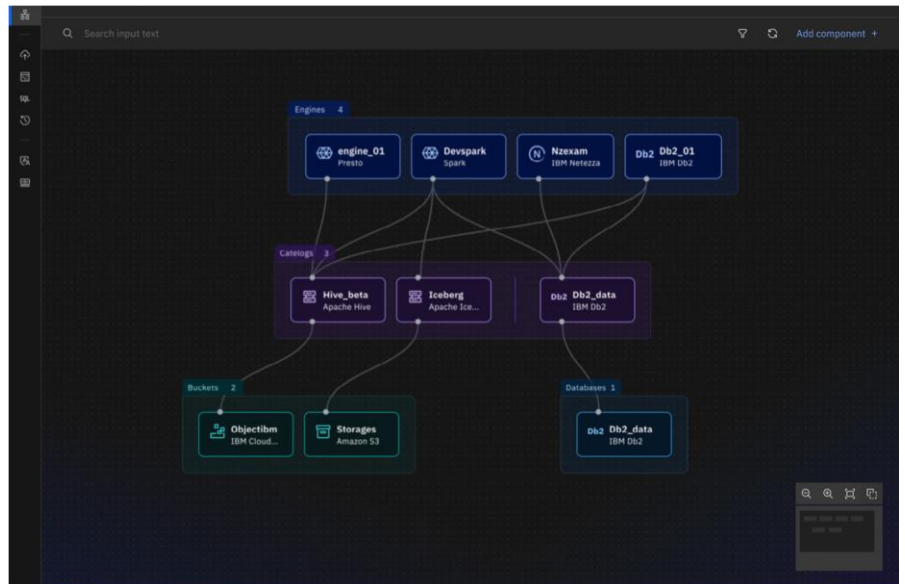 Search input text
Add component +
SQL
Engines 4
engine_01
Presto
Devspark
Spark
N
Nzexam
IBM Netezza
Db2
Db2_01
IBM Db2
Catelogs 3
Hive_beta
Apache Hive
Iceberg
Apache Ice...
Db2
Db2_data
IBM Db2
Buckets 2
Objectibm
IBM Cloud...
Storages
Amazon S3
Databases 1
Db2
Db2_data
IBM Db2